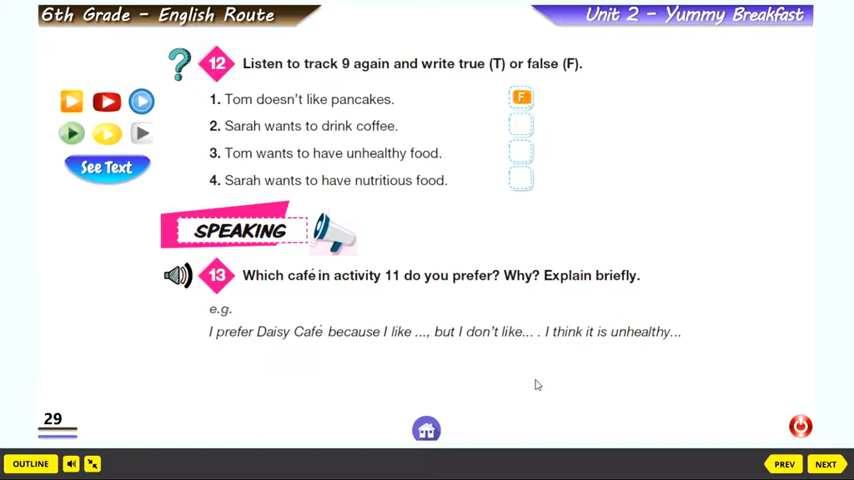 6th Grade - English Route
Unit 2 - Yummy Breakfast
12 Listen to track 9 again and write true (T) or false (F).
1. Tom doesn't like pancakes. F
2. Sarah wants to drink coffee.
3. Tom wants to have unhealthy food.
4. Sarah wants to have nutritious food.
See Text
SPEAKING
13 Which café in activity 11 do you prefer? Why? Explain briefly.
e.g.
I prefer Daisy Café because I like ..., but I don't like... . I think it is unhealthy...
29
OUTLINE
PREV
NEXT